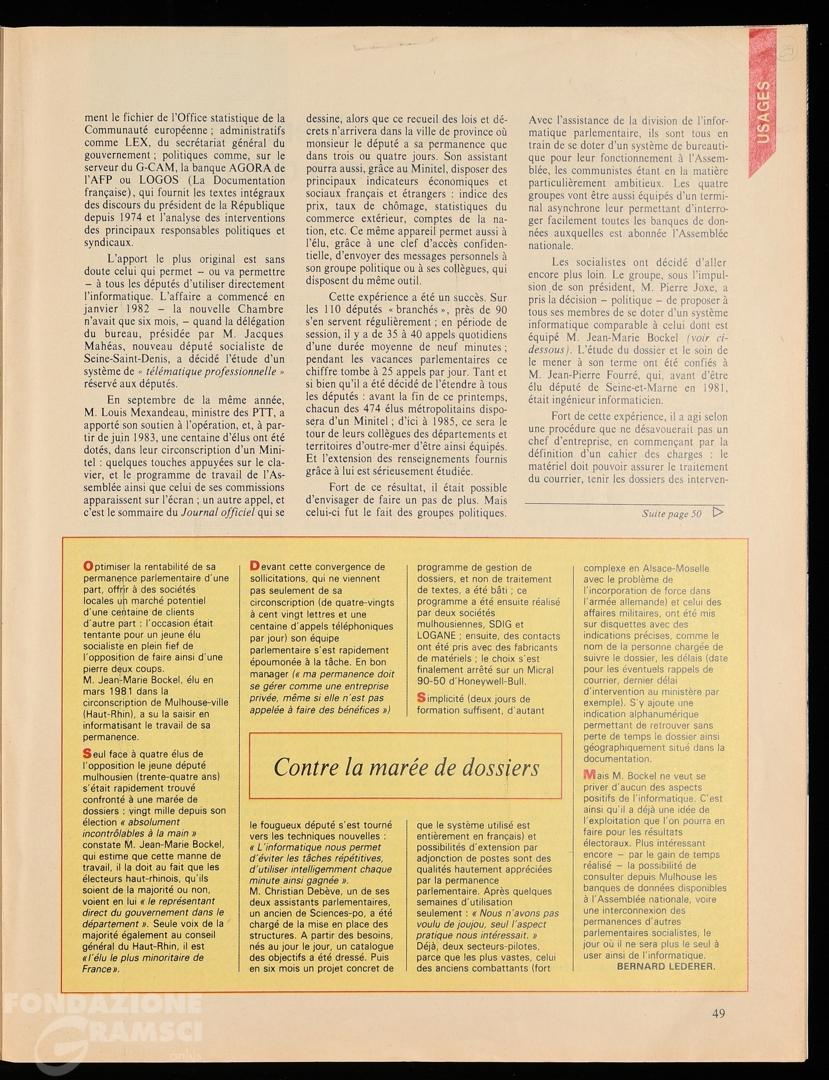 USAGES
ment le fichier de l'Office statistique de la
Communauté européenne ; administratifs
comme LEX, du secrétariat général du
gouvernement ; politiques comme, sur le
serveur du G-CAM, la banque AGORA de
l'AFP ou LOGOS (La Documentation
française), qui fournit les textes intégraux
des discours du président de la République
depuis 1974 et l'analyse des interventions
des principaux responsables politiques et
syndicaux.
L'apport le plus original est sans
doute celui qui permet – ou va permettre
– à tous les députés d'utiliser directement
l'informatique. L'affaire a commencé en
janvier 1982 – la nouvelle Chambre
n'avait que six mois, – quand la délégation
du bureau, présidée par M. Jacques
Mahéas, nouveau député socialiste de
Seine-Saint-Denis, a décidé l'étude d'un
système de « télématique professionnelle »
réservé aux députés.
En septembre de la même année,
M. Louis Mexandeau, ministre des PTT, a
apporté son soutien à l'opération, et, à par-
tir de juin 1983, une centaine d'élus ont été
dotés, dans leur circonscription d'un Mini-
tel : quelques touches appuyées sur le cla-
vier, et le programme de travail de l'As-
semblée ainsi que celui de ses commissions
apparaissent sur l'écran ; un autre appel, et
c'est le sommaire du Journal officiel qui se
dessine, alors que ce recueil des lois et dé-
crets n'arrivera dans la ville de province où
monsieur le député a sa permanence que
dans trois ou quatre jours. Son assistant
pourra aussi, grâce au Minitel, disposer des
principaux indicateurs économiques et
sociaux français et étrangers : indice des
prix, taux de chômage, statistiques du
commerce extérieur, comptes de la na-
tion, etc. Ce même appareil permet aussi à
l'élu, grâce à une clef d'accès confiden-
tielle, d'envoyer des messages personnels à
son groupe politique ou à ses collègues, qui
disposent du même outil.
Cette expérience a été un succès. Sur
les 110 députés « branchés », près de 90
s'en servent régulièrement ; en période de
session, il y a de 35 à 40 appels quotidiens
d'une durée moyenne de neuf minutes ;
pendant les vacances parlementaires ce
chiffre tombe à 25 appels par jour. Tant et
si bien qu'il a été décidé de l'étendre à tous
les députés : avant la fin de ce printemps,
chacun des 474 élus métropolitains dispo-
sera d'un Minitel ; d'ici à 1985, ce sera le
tour de leurs collègues des départements et
territoires d'outre-mer d'être ainsi équipés.
Et l'extension des renseignements fournis
grâce à lui est sérieusement étudiée.
Fort de ce résultat, il était possible
d'envisager de faire un pas de plus. Mais
celui-ci fut le fait des groupes politiques.
Avec l'assistance de la division de l'infor-
matique parlementaire, ils sont tous en
train de se doter d'un système de bureauti-
que pour leur fonctionnement à l'Assem-
blée, les communistes étant en la matière
particulièrement ambitieux. Les quatre
groupes vont être aussi équipés d'un termi-
nal asynchrone leur permettant d'interro-
ger facilement toutes les banques de don-
nées auxquelles est abonnée l'Assemblée
nationale.
Les socialistes ont décidé d'aller
encore plus loin. Le groupe, sous l'impul-
sion de son président, M. Pierre Joxe, a
pris la décision – politique – de proposer à
tous ses membres de se doter d'un système
informatique comparable à celui dont est
équipé M. Jean-Marie Bockel (voir ci-
dessous). L'étude du dossier et le soin de
le mener à son terme ont été confiés à
M. Jean-Pierre Fourré, qui, avant d'être
élu député de Seine-et-Marne en 1981,
était ingénieur informaticien.
Fort de cette expérience, il a agi selon
une procédure que ne désavouerait pas un
chef d'entreprise, en commençant par la
définition d'un cahier des charges : le
matériel doit pouvoir assurer le traitement
du courrier, tenir les dossiers des interven-
Suite page 50 ▷
Contre la marée de dossiers
Optimiser la rentabilité de sa
permanence parlementaire d'une
part, offrir à des sociétés
locales un marché potentiel
d'une centaine de clients
d'autre part : l'occasion était
tentante pour un jeune élu
socialiste en plein fief de
l'opposition de faire ainsi d'une
pierre deux coups.
M. Jean-Marie Bockel, élu en
mars 1981 dans la
circonscription de Mulhouse-ville
(Haut-Rhin), a su la saisir en
informatisant le travail de sa
permanence.
Seul face à quatre élus de
l'opposition le jeune député
mulhousien (trente-quatre ans)
s'était rapidement trouvé
confronté à une marée de
dossiers : vingt mille depuis son
élection « absolument
incontrôlables à la main »
constate M. Jean-Marie Bockel,
qui estime que cette manne de
travail, il la doit au fait que les
électeurs haut-rhinois, qu'ils
soient de la majorité ou non,
voient en lui « le représentant
direct du gouvernement dans le
département ». Seule voix de la
majorité également au conseil
général du Haut-Rhin, il est
«l'élu le plus minoritaire de
France».
Devant cette convergence de
sollicitations, qui ne viennent
pas seulement de sa
circonscription (de quatre-vingts
à cent vingt lettres et une
centaine d'appels téléphoniques
par jour) son équipe
parlementaire s'est rapidement
époumonée à la tâche. En bon
manager (« ma permanence doit
se gérer comme une entreprise
privée, même si elle n'est pas
appelée à faire des bénéfices »)
le fougueux député s'est tourné
vers les techniques nouvelles :
« L'informatique nous permet
d'éviter les tâches répétitives,
d'utiliser intelligemment chaque
minute ainsi gagnée ».
M. Christian Debève, un de ses
deux assistants parlementaires,
un ancien de Sciences-po, a été
chargé de la mise en place des
structures. A partir des besoins,
nés au jour le jour, un catalogue
des objectifs a été dressé. Puis
en six mois un projet concret de
programme de gestion de
dossiers, et non de traitement
de textes, a été bâti ; ce
programme a été ensuite réalisé
par deux sociétés
mulhousiennes, SDIG et
LOGANE ; ensuite, des contacts
ont été pris avec des fabricants
de matériels ; le choix s'est
finalement arrêté sur un Micral
90-50 d'Honeywell-Bull.
Simplicité (deux jours de
formation suffisent, d'autant
que le système utilisé est
entièrement en français) et
possibilités d'extension par
adjonction de postes sont des
qualités hautement appréciées
par la permanence
parlementaire. Après quelques
semaines d'utilisation
seulement : « Nous n'avons pas
voulu de joujou, seul l'aspect
pratique nous intéressait. »
Déjà, deux secteurs-pilotes,
parce que les plus vastes, celui
des anciens combattants (fort
complexe en Alsace-Moselle
avec le problème de
l'incorporation de force dans
l'armée allemande) et celui des
affaires militaires, ont été mis
sur disquettes avec des
indications précises, comme le
nom de la personne chargée de
suivre le dossier, les délais (date
pour les éventuels rappels de
courrier, dernier délai
d'intervention au ministère par
exemple). S'y ajoute une
indication alphanumérique
permettant de retrouver sans
perte de temps le dossier ainsi
géographiquement situé dans la
documentation.
Mais M. Bockel ne veut se
priver d'aucun des aspects
positifs de l'informatique. C'est
ainsi qu'il a déjà une idée de
l'exploitation que l'on pourra en
faire pour les résultats
électoraux. Plus intéressant
encore – par le gain de temps
réalisé – la possibilité de
consulter depuis Mulhouse les
banques de données disponibles
à l'Assemblée nationale, voire
une interconnexion des
permanences d'autres
parlementaires socialistes, le
jour où il ne sera plus le seul à
user ainsi de l'informatique.
BERNARD LEDERER.
49
FONDAZIONE
GRAMSCI